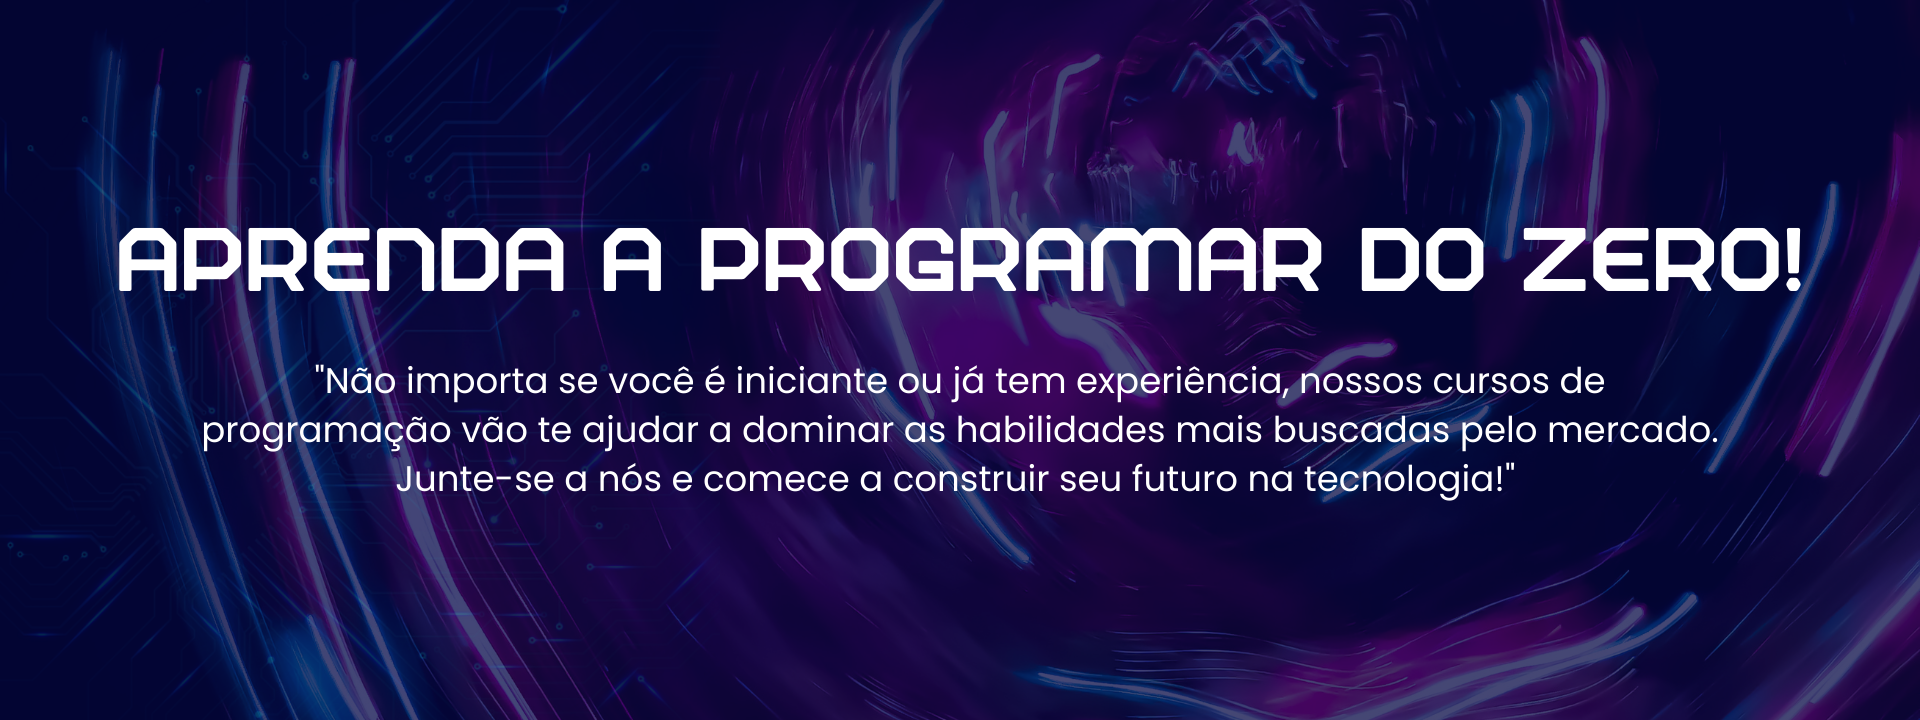 APRENDA A PROGRAMAR DO ZERO!
"Não importa se você é iniciante ou já tem experiência, nossos cursos de
programação vão te ajudar a dominar as habilidades mais buscadas pelo mercado.
Junte-se a nós e comece a construir seu futuro na tecnologia!"